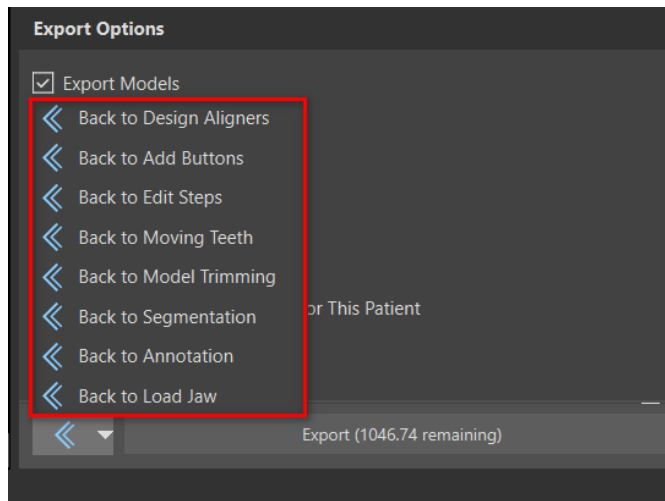 Export Options
Export Models
Back to Design Aligners
Back to Add Buttons
Back to Edit Steps
Back to Moving Teeth
Back to Model Trimming
Back to Segmentation
or This Patient
Back to Annotation
Back to Load Jaw
Export (1046.74 remaining)